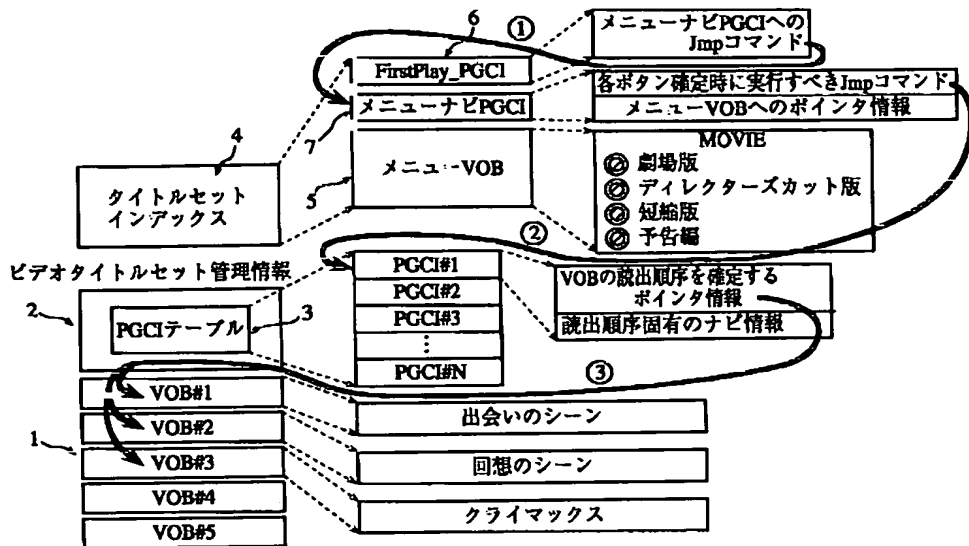 6
①
メニューナビPGCIへの
Jmpコマンド
FirstPlay_PGCI
各ボタン確定時に実行すべきJmpコマンド
メニューナビPGCI
メニューVOBへのポインタ情報
7
4
MOVIE
劇場版
ディレクターズカット版
短縮版
予告編
メニューVOB
5
タイトルセット
インデックス
②
ビデオタイトルセット管理情報
PGCI#1
PGCI#2
PGCI#3
⋮
PGCI#N
VOBの読出順序を確定する
ポインタ情報
読出順序固有のナビ情報
2
3
PGCIテーブル
③
VOB#1
出会いのシーン
VOB#2
1
回想のシーン
VOB#3
VOB#4
クライマックス
VOB#5